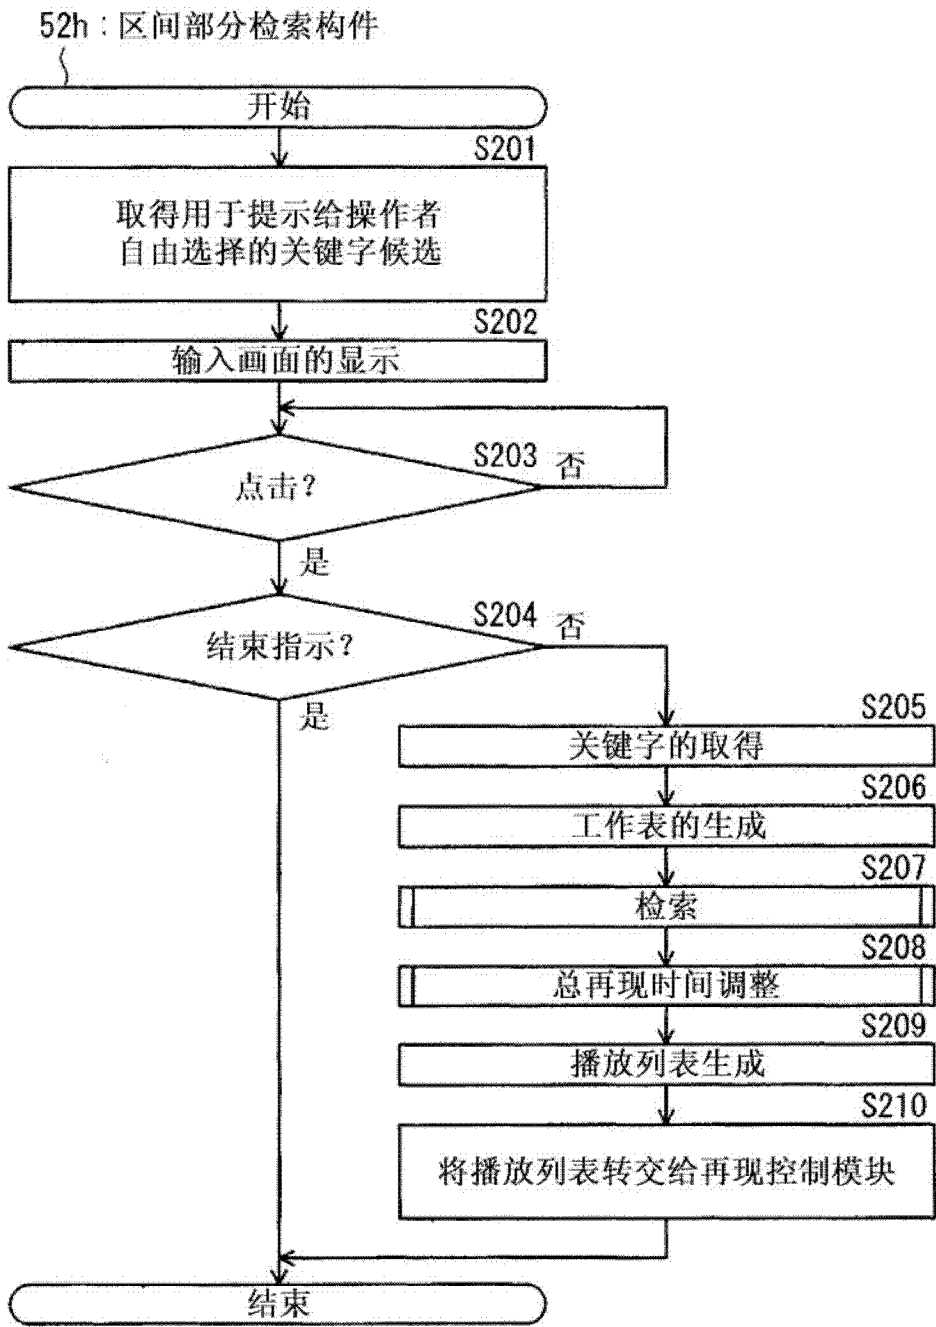 52h：区间部分检索构件
开始
S201
取得用于提示给操作者
自由选择的关键字候选
S202
输入画面的显示
S203
否
点击？
是
S204
否
结束指示？
是
S205
关键字的取得
S206
工作表的生成
S207
检索
S208
总再现时间调整
S209
播放列表生成
S210
将播放列表转交给再现控制模块
结束